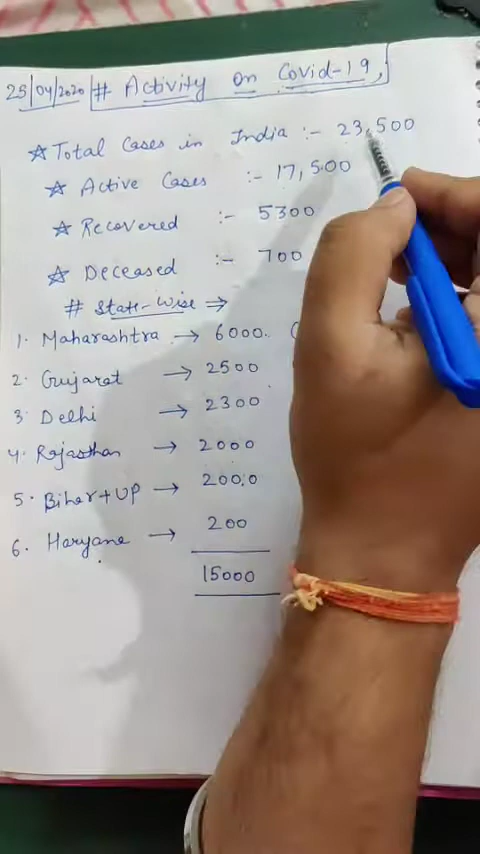 25/04/2020 # Activity on Covid-19,
☆ Total Cases in India :- 23,500
☆ Active Cases :- 17,500
☆ Recovered :- 5300
☆ Deceased :- 700
# State-Wise ⇒
1. Maharashtra → 6000.
2. Gujarat → 2500
3. Delhi → 2300
4. Rajasthan → 2000
5. Bihar+UP → 2000
6. Haryana → 200
15000